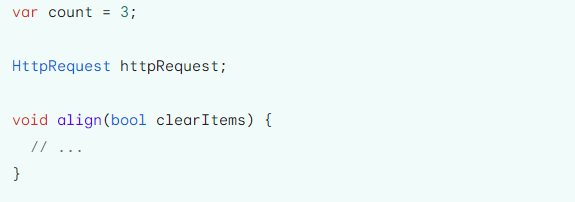 var count = 3;
HttpRequest httpRequest;
void align(bool clearItems) {
// ...
}